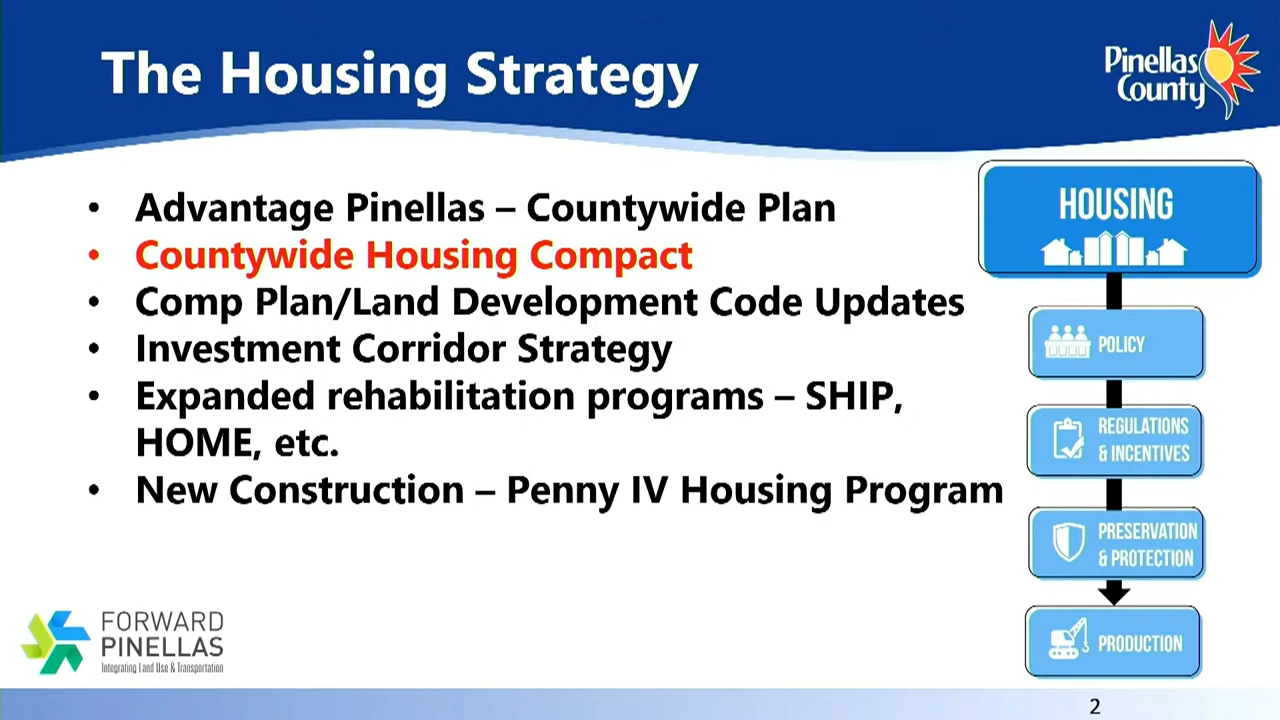 The Housing Strategy
Pinellas
County
• Advantage Pinellas – Countywide Plan
• Countywide Housing Compact
• Comp Plan/Land Development Code Updates
• Investment Corridor Strategy
• Expanded rehabilitation programs – SHIP,
HOME, etc.
• New Construction – Penny IV Housing Program
HOUSING
POLICY
REGULATIONS
& INCENTIVES
PRESERVATION
& PROTECTION
PRODUCTION
FORWARD
PINELLAS
Integrating Land Use & Transportation
2